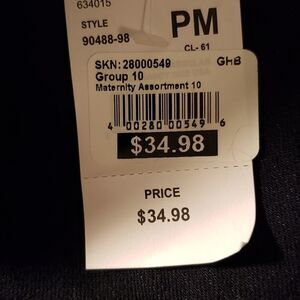 634015
STYLE
90488-98
PM
CL- 61
SKN: 28000549
GHB
Group 10
Maternity Assortment 10
4 00280 00549 6
$34.98
PRICE
$34.98